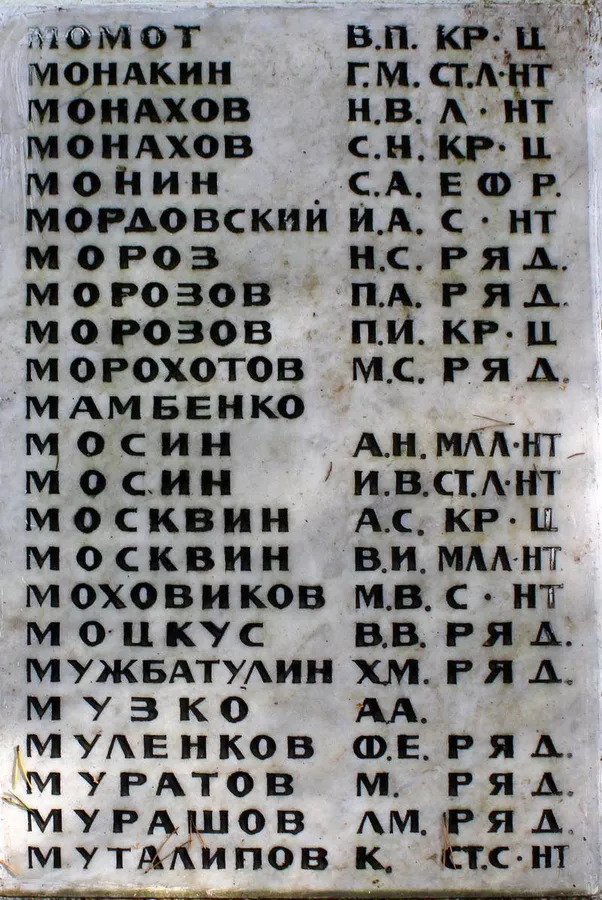 МОМОТ В.П. КР·Ц
МОНАКИН Г.М. СТ.Л·НТ
МОНАХОВ Н.В. Л·НТ
МОНАХОВ С.Н. КР·Ц
МОНИН С.А. ЕФР.
МОРДОВСКИЙ И.А. С·НТ
МОРОЗ Н.С. РЯД.
МОРОЗОВ П.А. РЯД.
МОРОЗОВ П.И. КР·Ц
МОРОХОТОВ М.С. РЯД.
МАМБЕНКО
МОСИН А.Н. МЛЛ·НТ
МОСИН И.В. СТ.Л·НТ
МОСКВИН А.С. КР·Ц
МОСКВИН В.И. МЛЛ·НТ
МОХОВИКОВ М.В. С·НТ
МОЦКУС В.В. РЯД.
МУЖБАТУЛИН Х.М. РЯД.
МУЗКО А.А.
МУЛЕНКОВ Ф.Е. РЯД.
МУРАТОВ М. РЯД.
МУРАШОВ Л.М. РЯД.
МУТАЛИПОВ К. СТ.С·НТ